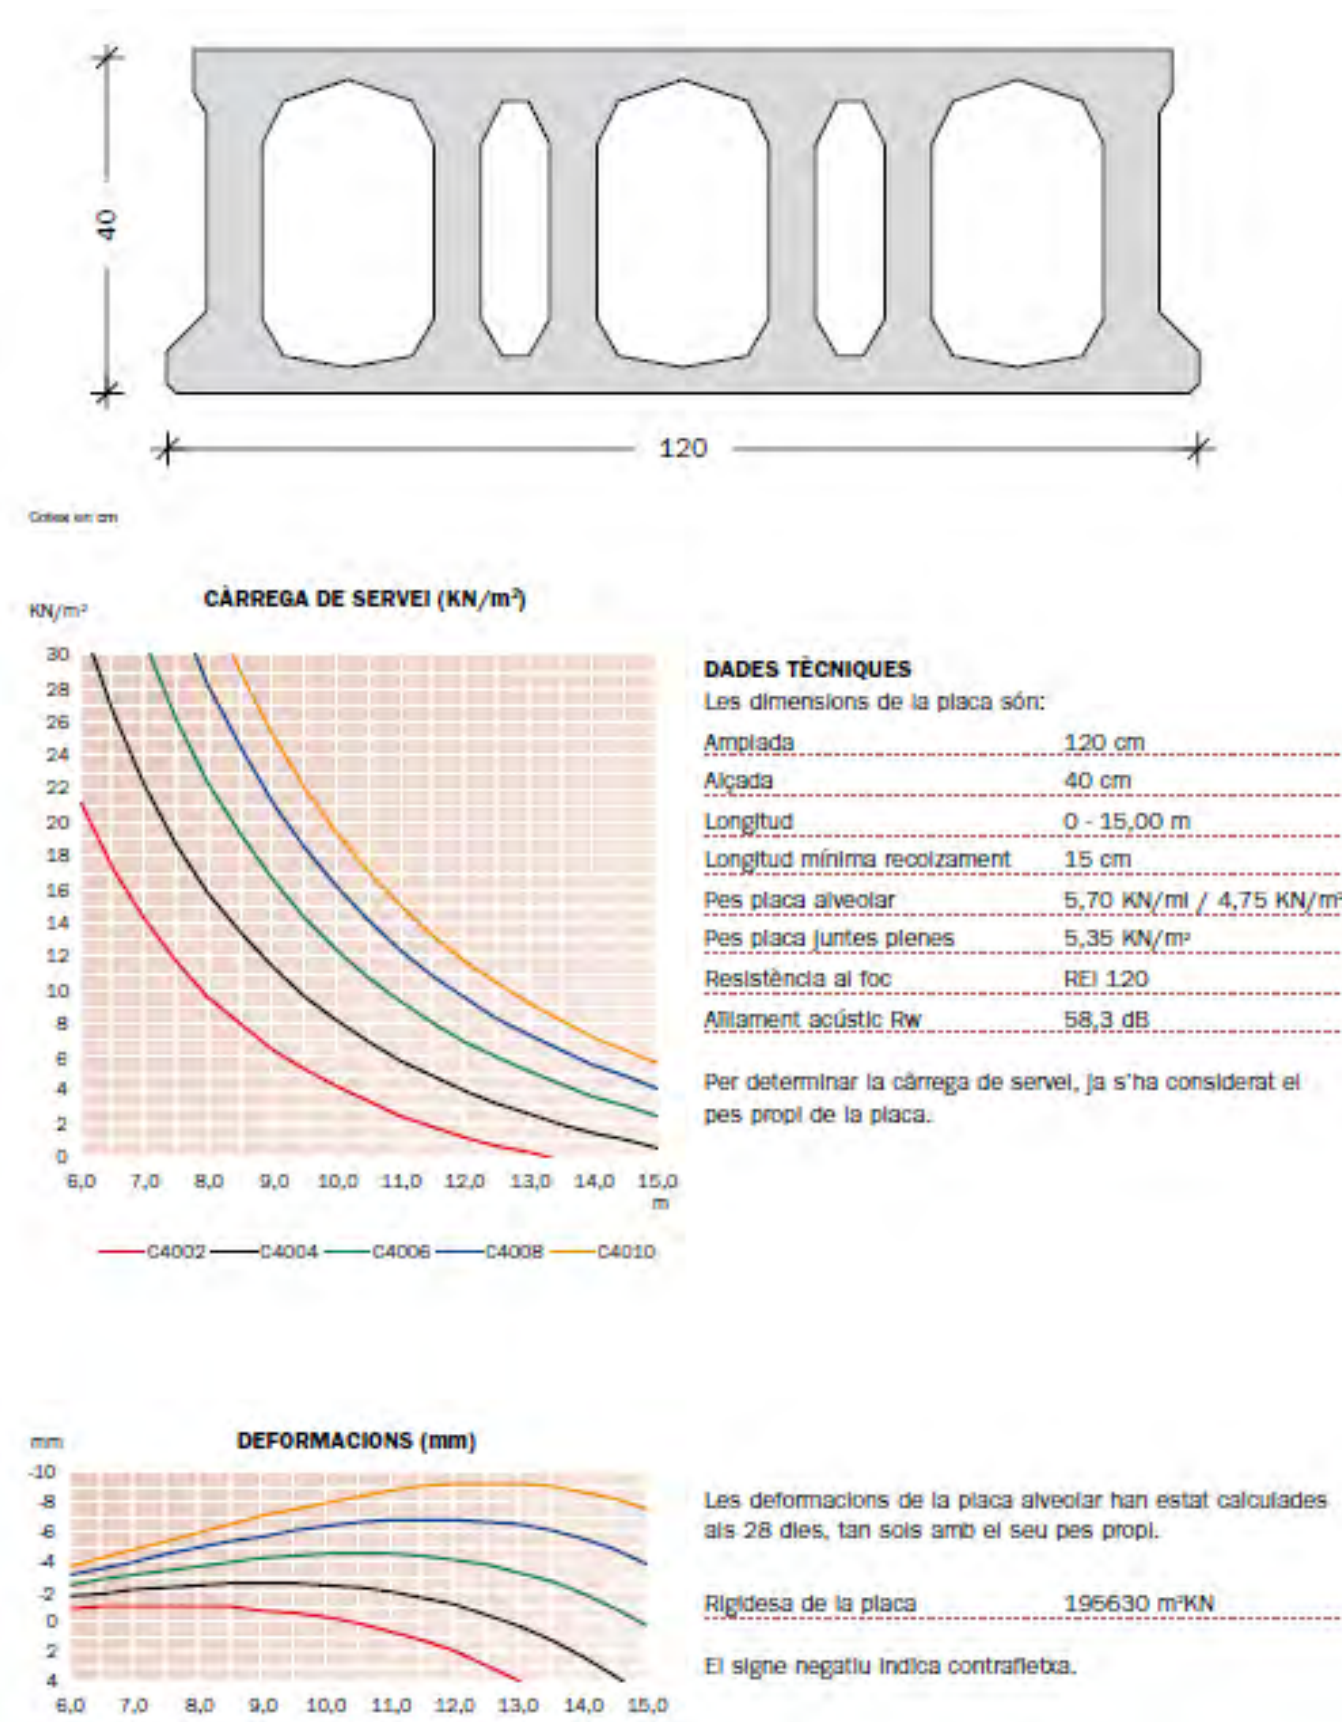 40
120
Cotes en cm
CÀRREGA DE SERVEI (KN/m²)
KN/m²
30
28
26
24
22
20
18
16
14
12
10
8
6
4
2
0
6,0 7,0 8,0 9,0 10,0 11,0 12,0 13,0 14,0 15,0
m
C4002 C4004 C4006 C4008 C4010
DADES TÈCNIQUES
Les dimensions de la placa són:
Amplada 120 cm
Alçada 40 cm
Longitud 0 - 15,00 m
Longitud mínima recolzament 15 cm
Pes placa alveolar 5,70 KN/ml / 4,75 KN/m²
Pes placa juntes plenes 5,35 KN/m²
Resistència al foc REI 120
Aïllament acústic Rw 58,3 dB
Per determinar la càrrega de servei, ja s'ha considerat el
pes propi de la placa.
DEFORMACIONS (mm)
mm
-10
-8
-6
-4
-2
0
2
4
6,0 7,0 8,0 9,0 10,0 11,0 12,0 13,0 14,0 15,0
Les deformacions de la placa alveolar han estat calculades
als 28 dies, tan sols amb el seu pes propi.
Rigidesa de la placa 195630 m²KN
El signe negatiu indica contrafletxa.